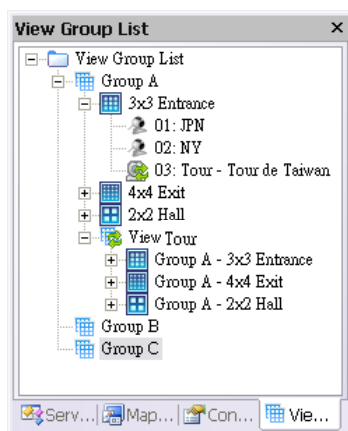 View Group List
View Group List
Group A
3x3 Entrance
01: JPN
02: NY
03: Tour - Tour de Taiwan
4x4 Exit
2x2 Hall
View Tour
Group A - 3x3 Entrance
Group A - 4x4 Exit
Group A - 2x2 Hall
Group B
Group C
Serv... Map... Con... Vie...